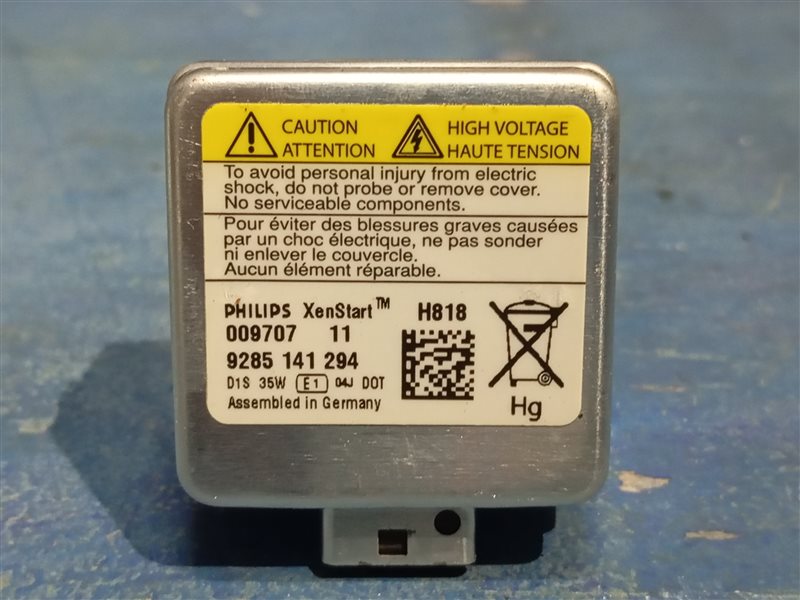 CAUTION
ATTENTION
HIGH VOLTAGE
HAUTE TENSION
To avoid personal injury from electric
shock, do not probe or remove cover.
No serviceable components.
Pour éviter des blessures graves causées
par un choc électrique, ne pas sonder
ni enlever le couvercle.
Aucun élément réparable.
PHILIPS XenStart™ H818
009707 11
9285 141 294
D1S 35W E1 04J DOT
Assembled in Germany
Hg